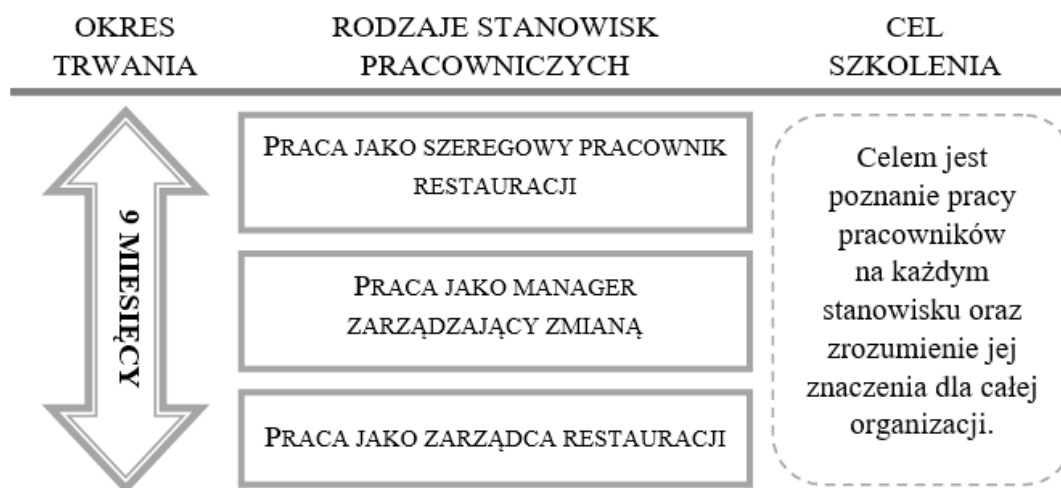 OKRES
TRWANIA
RODZAJE STANOWISK
PRACOWNICZYCH
CEL
SZKOLENIA
9 MIESIĘCY
PRACA JAKO SZEREGOWY PRACOWNIK
RESTAURACJI
PRACA JAKO MANAGER
ZARZĄDZAJĄCY ZMIANĄ
PRACA JAKO ZARZĄDCA RESTAURACJI
Celem jest
poznanie pracy
pracowników
na każdym
stanowisku oraz
zrozumienie jej
znaczenia dla całej
organizacji.